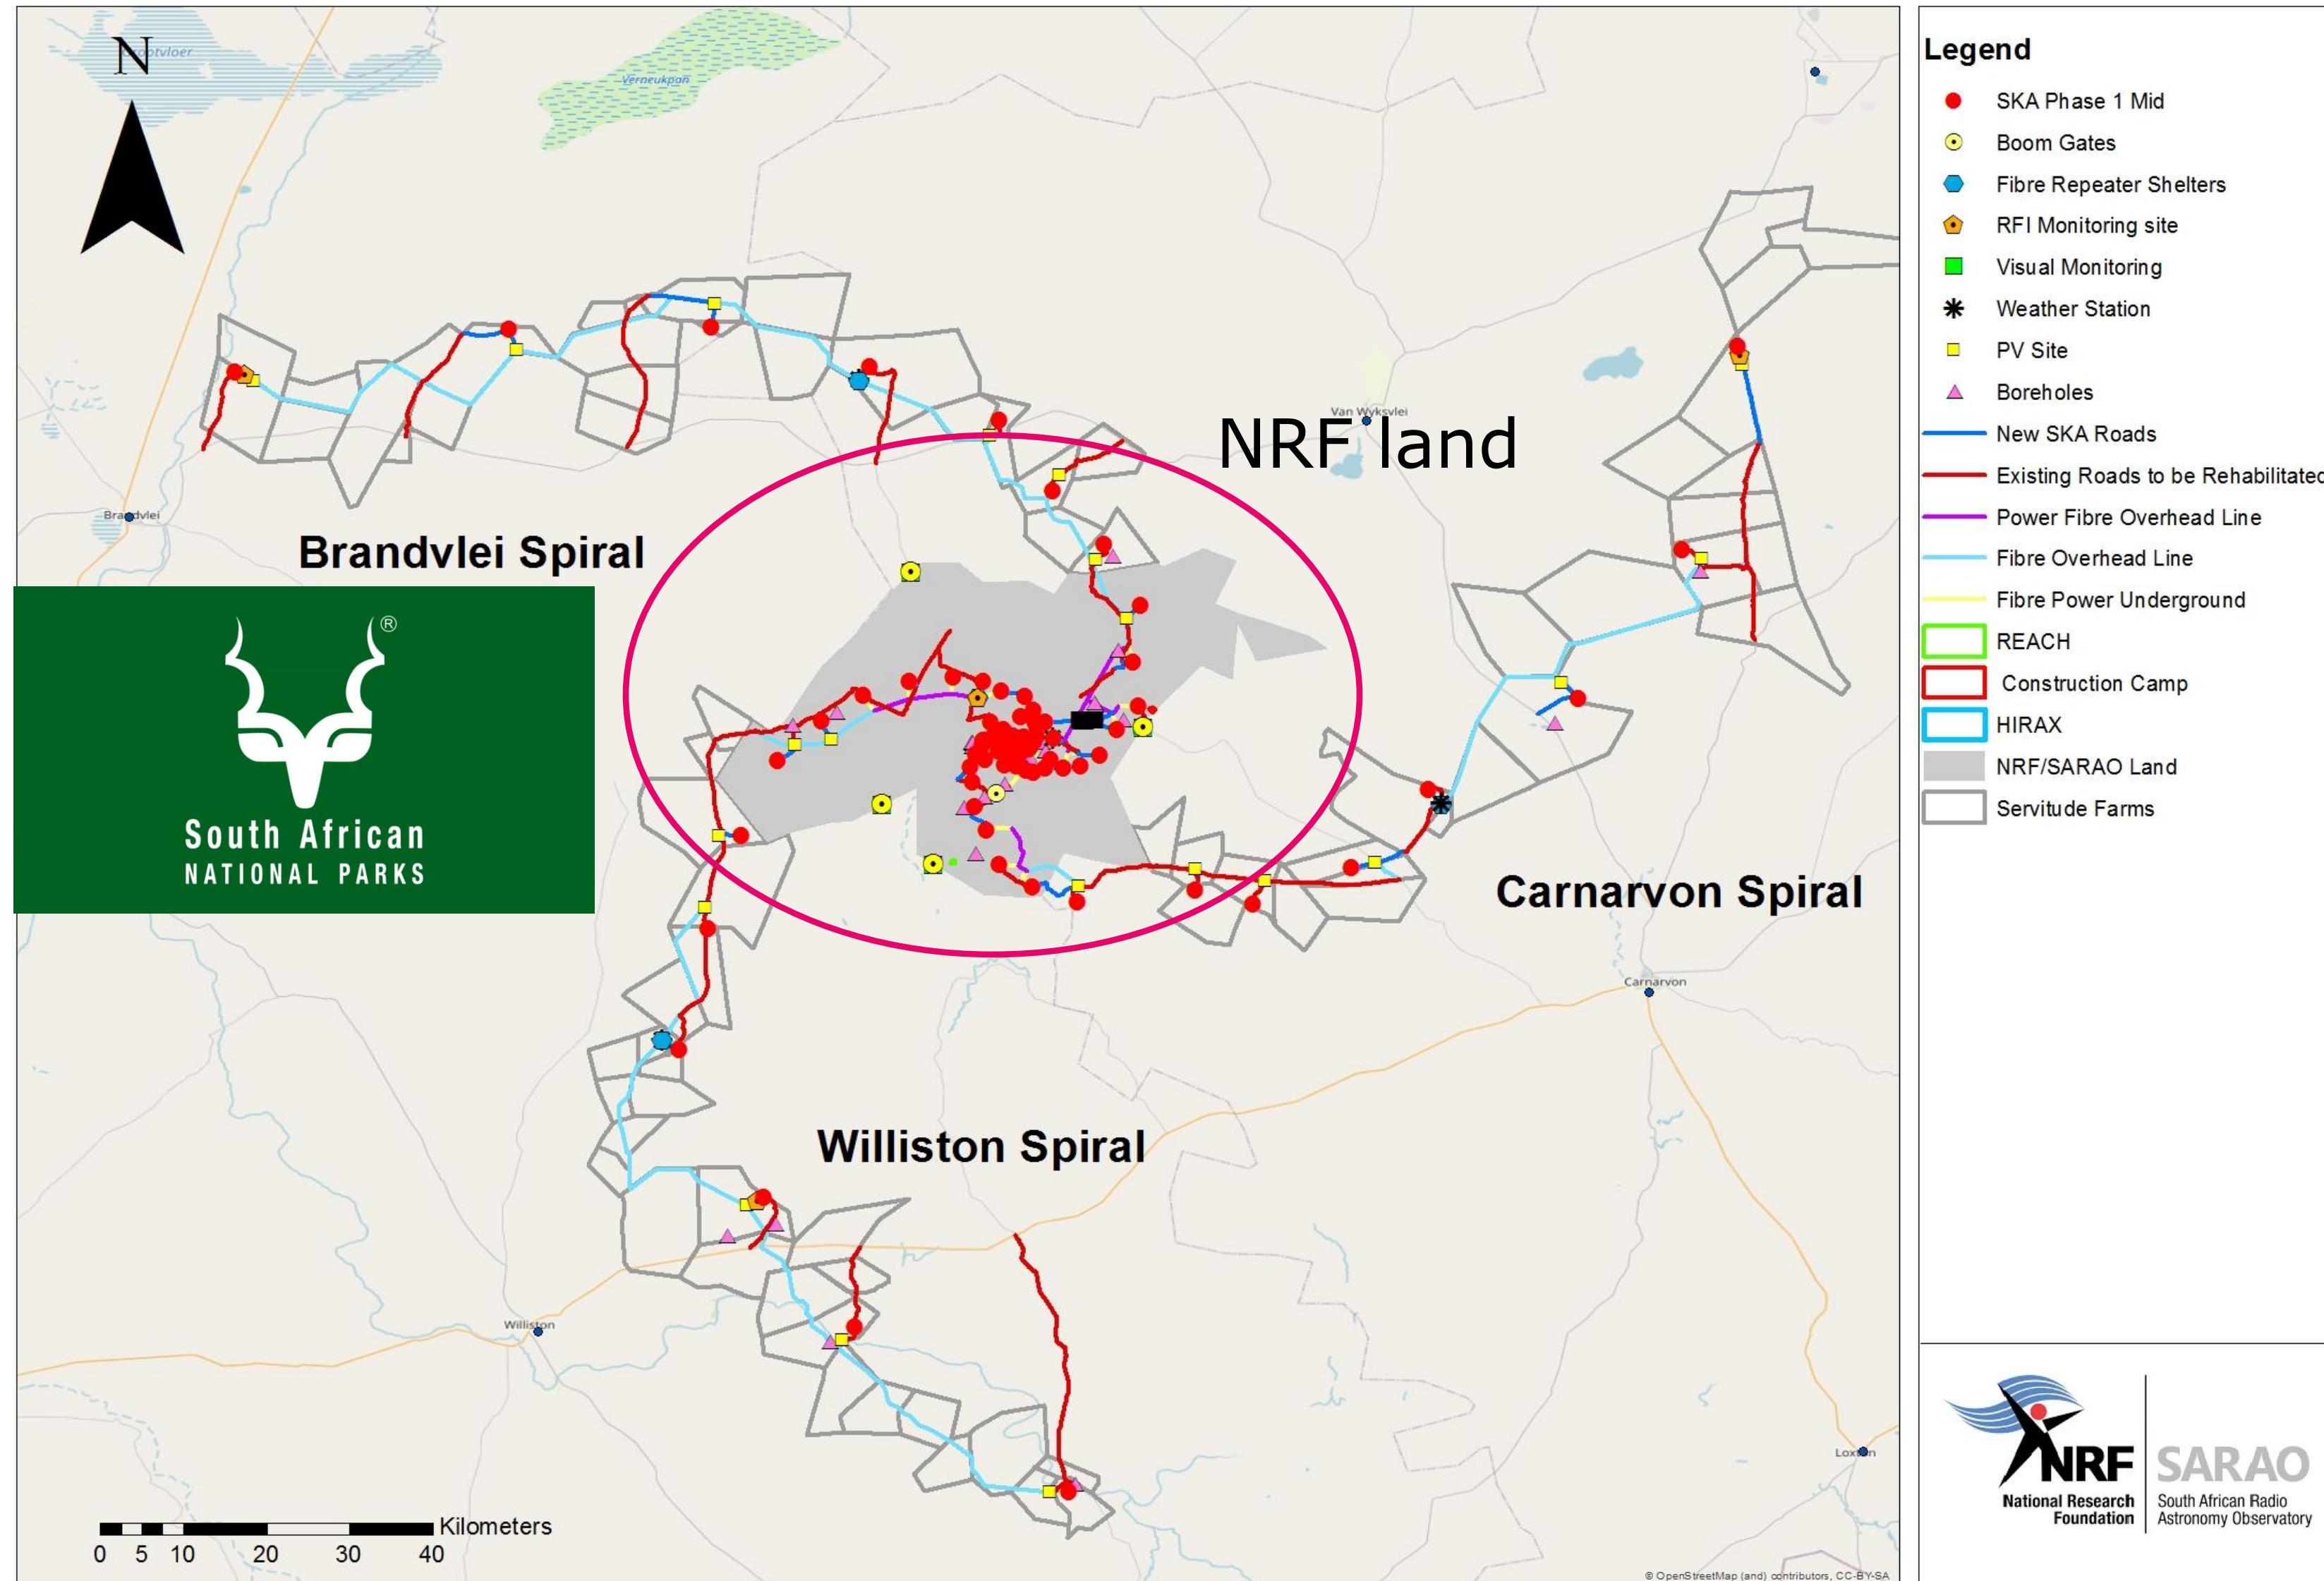 N
Verneukpan
Van Wyksvlei
NRF land
Brandvlei
Brandvlei Spiral
®
South African
NATIONAL PARKS
Carnarvon Spiral
Carnarvon
Williston Spiral
Williston
Loxton
Kilometers
0 5 10 20 30 40
© OpenStreetMap (and) contributors, CC-BY-SA
Legend
SKA Phase 1 Mid
Boom Gates
Fibre Repeater Shelters
RFI Monitoring site
Visual Monitoring
Weather Station
PV Site
Boreholes
New SKA Roads
Existing Roads to be Rehabilitated
Power Fibre Overhead Line
Fibre Overhead Line
Fibre Power Underground
REACH
Construction Camp
HIRAX
NRF/SARAO Land
Servitude Farms
NRF
National Research
Foundation
SARAO
South African Radio
Astronomy Observatory